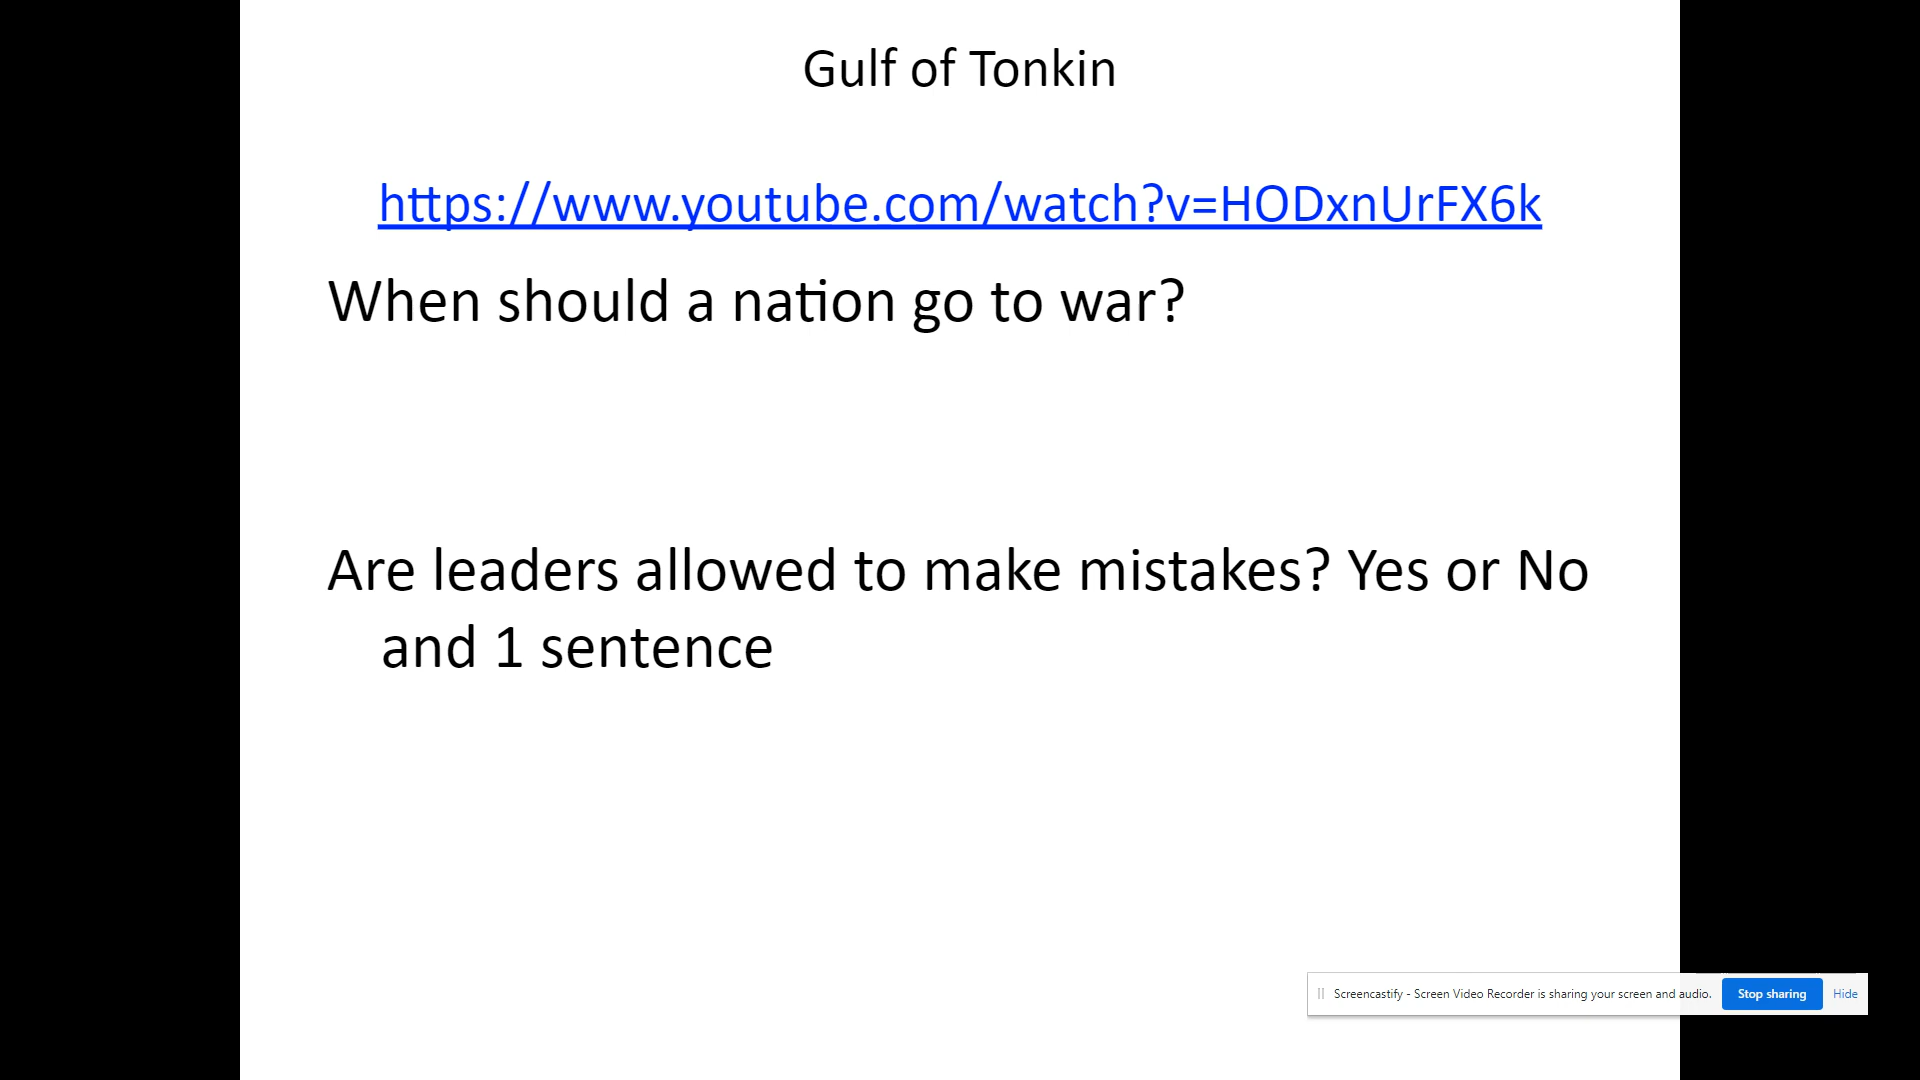 Gulf of Tonkin
https://www.youtube.com/watch?v=HODxnUrFX6k
When should a nation go to war?
Are leaders allowed to make mistakes? Yes or No
and 1 sentence
Screencastify - Screen Video Recorder is sharing your screen and audio. Stop sharing Hide